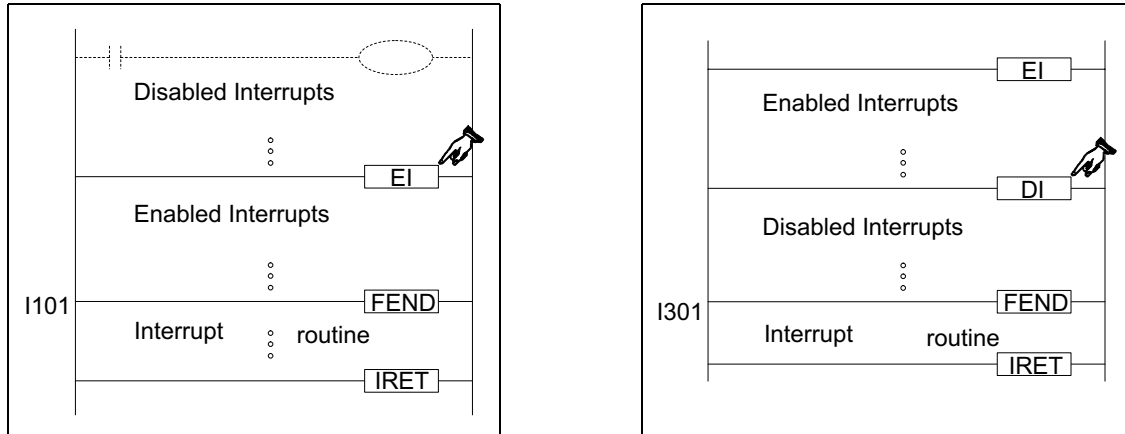 Disabled Interrupts
EI
Enabled Interrupts
FEND
I101
Interrupt routine
IRET
EI
Enabled Interrupts
DI
Disabled Interrupts
FEND
I301
Interrupt routine
IRET